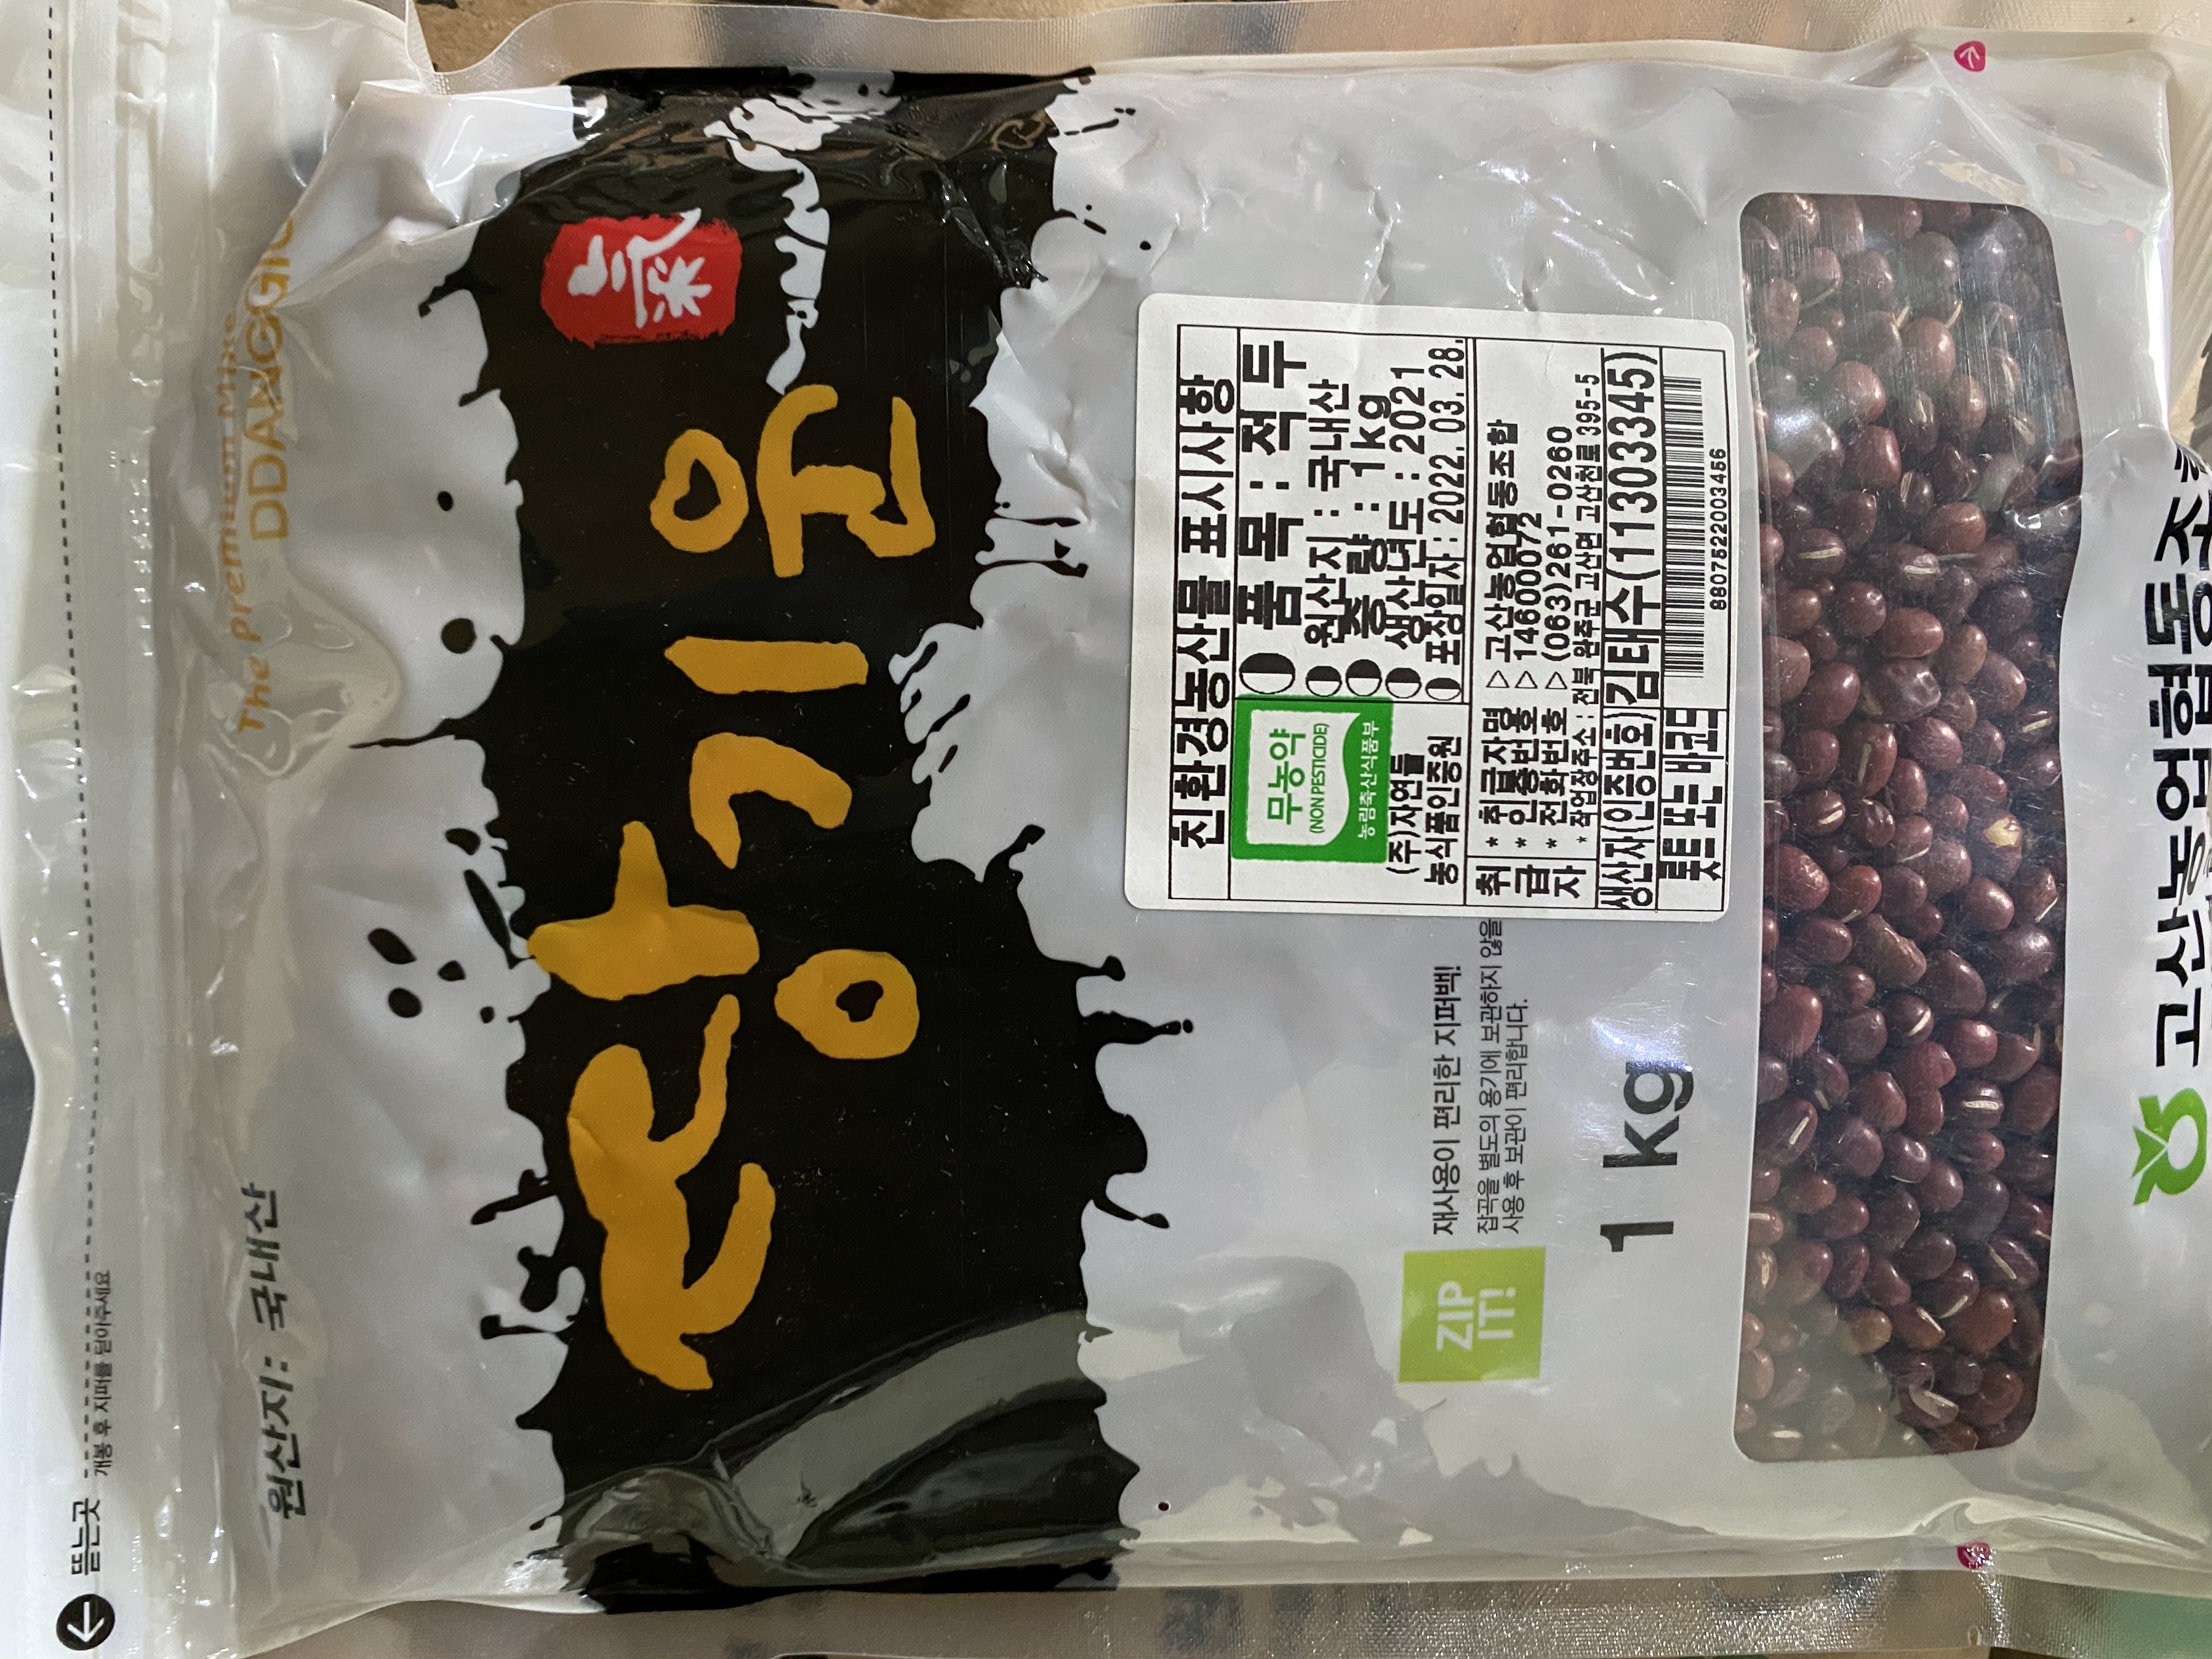 뜯는곳
개봉 후 지퍼를 닫아주세요
원산지: 국내산
The Premium
DDANGGI
땅기운
친환경농산물 표시사항
무농약
(NON PESTICIDE)
농림축산식품부
(주)자연들
농식품인증원
품 목 : 적 두
원산지 : 국내산
중 량 : 1kg
생산년도 : 2021
포장일자 : 2022.03.28.
취급자
* 취급자명 ▷ 고산농업협동조합
* 인증번호 ▷ 14600072
* 전화번호 ▷ (063)261-0260
* 작업장주소 : 전북 완주군 고산면 고산천로 395-5
생산자(인증번호) 김태수(11303345)
로트 또는 바코드
8807522003456
ZIP
IT!
재사용이 편리한 지퍼백!
잡곡을 별도의 용기에 보관하지 않을
사용 후 보관이 편리합니다.
1 kg
고산농업협동조